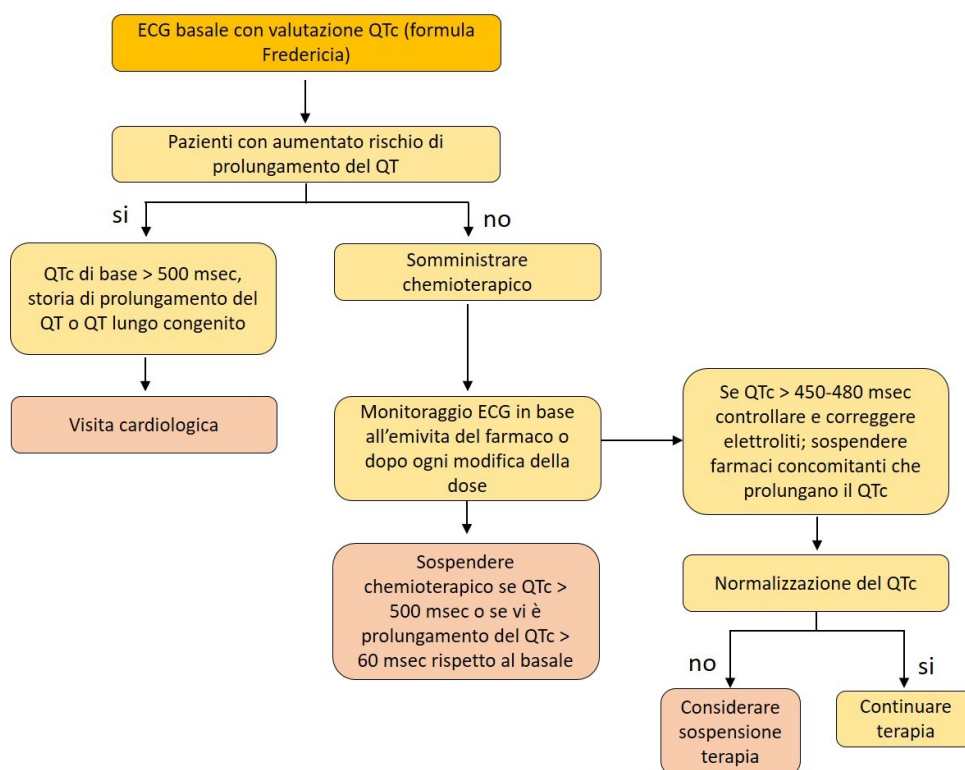 ECG basale con valutazione QTc (formula
Fredericia)
Pazienti con aumentato rischio di
prolungamento del QT
si
no
QTc di base > 500 msec,
storia di prolungamento del
QT o QT lungo congenito
Somministrare
chemioterapico
Visita cardiologica
Monitoraggio ECG in base
all'emivita del farmaco o
dopo ogni modifica della
dose
Se QTc > 450-480 msec
controllare e correggere
elettroliti; sospendere
farmaci concomitanti che
prolungano il QTc
Sospendere
chemioterapico se QTc >
500 msec o se vi è
prolungamento del QTc >
60 msec rispetto al basale
Normalizzazione del QTc
no
si
Considerare
sospensione
terapia
Continuare
terapia